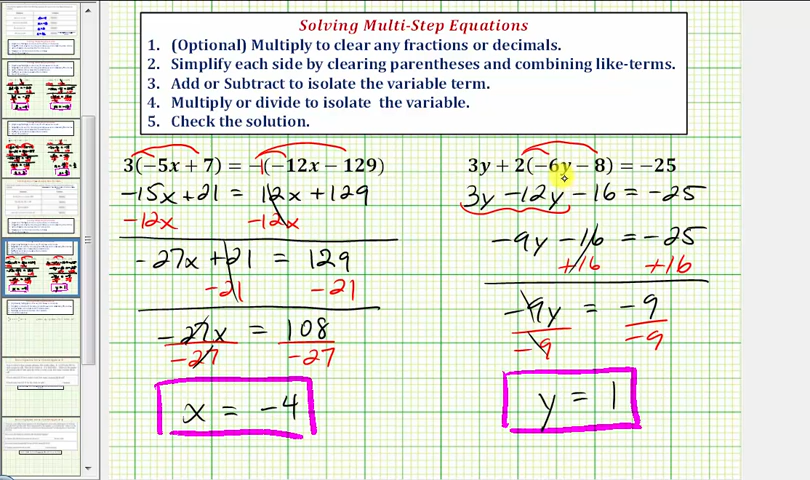 Solving Multi-Step Equations
1. (Optional) Multiply to clear any fractions or decimals.
2. Simplify each side by clearing parentheses and combining like-terms.
3. Add or Subtract to isolate the variable term.
4. Multiply or divide to isolate the variable.
5. Check the solution.
3(−5x + 7) = −1(−12x − 129)
-15x + 21 = 12x + 129
-12x -12x
-27x + 21 = 129
-21 -21
-27x = 108
-27 -27
x = -4
3y + 2(−6y − 8) = −25
3y - 12y - 16 = -25
-9y - 16 = -25
+16 +16
-9y = -9
-9 -9
y = 1